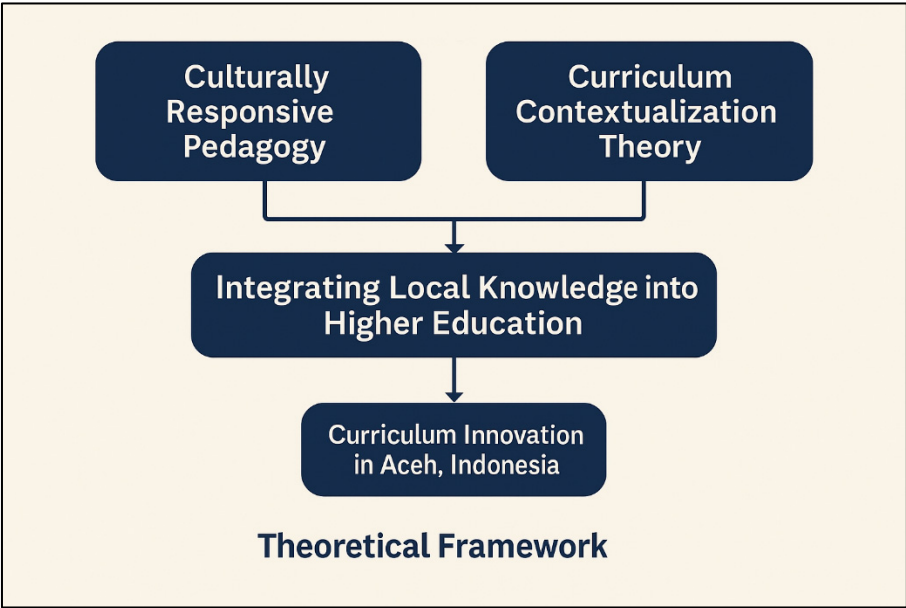 Culturally
Responsive
Pedagogy
Curriculum
Contextualization
Theory
Integrating Local Knowledge into
Higher Education
Curriculum Innovation
in Aceh, Indonesia
Theoretical Framework